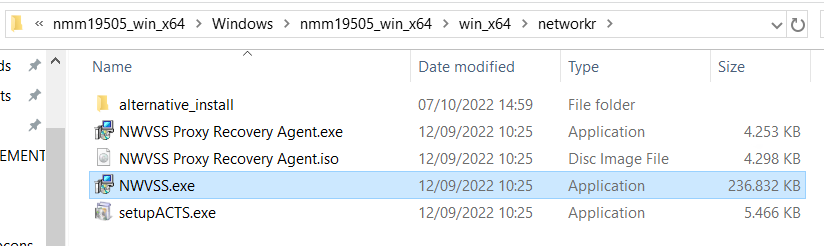 « nmm19505_win_x64 > Windows > nmm19505_win_x64 > win_x64 > networkr >
ds
ts
EMENT
ocons
Name Date modified Type Size
alternative_install 07/10/2022 14:59 File folder
NWVSS Proxy Recovery Agent.exe 12/09/2022 10:25 Application 4.253 KB
NWVSS Proxy Recovery Agent.iso 12/09/2022 10:25 Disc Image File 4.298 KB
NWVSS.exe 12/09/2022 10:25 Application 236.832 KB
setupACTS.exe 12/09/2022 10:25 Application 5.466 KB